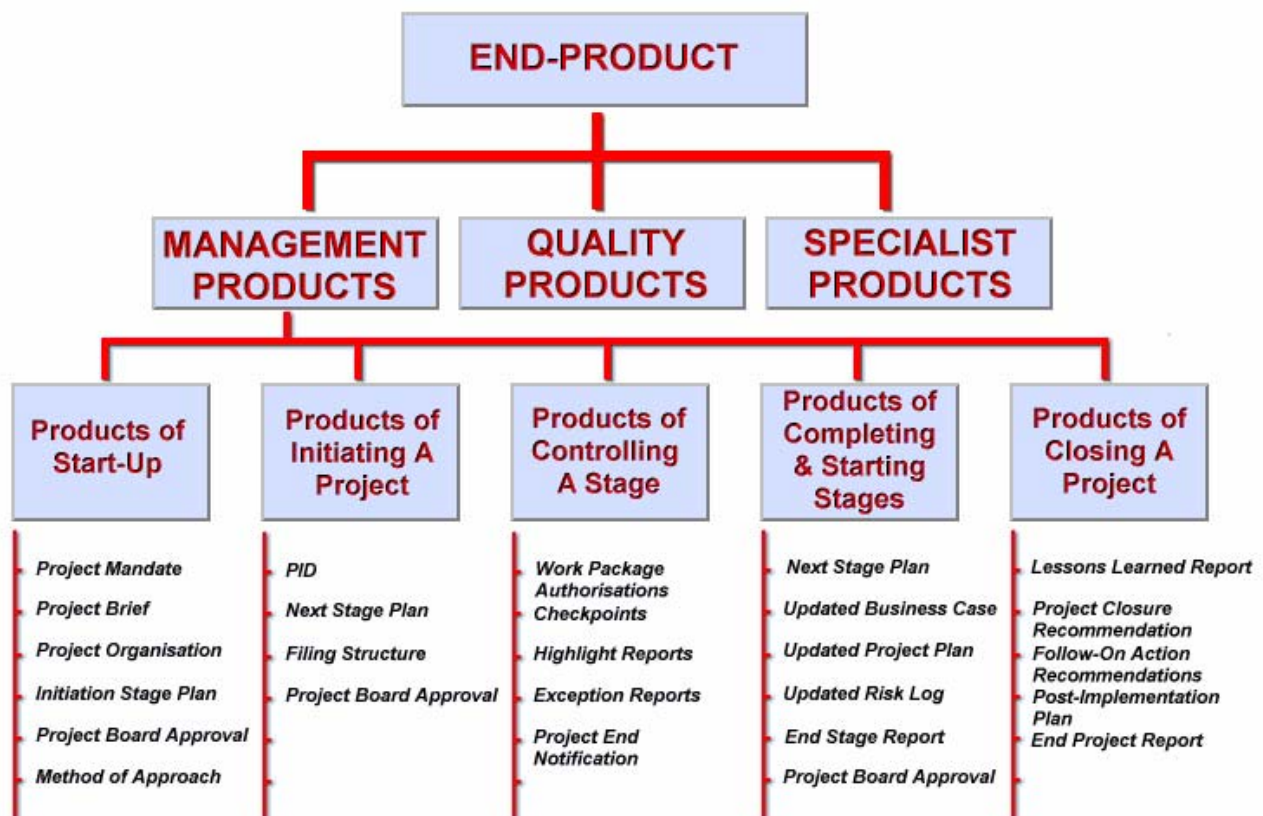 END-PRODUCT
MANAGEMENT
PRODUCTS
QUALITY
PRODUCTS
SPECIALIST
PRODUCTS
Products of
Start-Up
Products of
Initiating A
Project
Products of
Controlling
A Stage
Products of
Completing
& Starting
Stages
Products of
Closing A
Project
Project Mandate
Project Brief
Project Organisation
Initiation Stage Plan
Project Board Approval
Method of Approach
PID
Next Stage Plan
Filing Structure
Project Board Approval
Work Package
Authorisations
Checkpoints
Highlight Reports
Exception Reports
Project End
Notification
Next Stage Plan
Updated Business Case
Updated Project Plan
Updated Risk Log
End Stage Report
Project Board Approval
Lessons Learned Report
Project Closure
Recommendation
Follow-On Action
Recommendations
Post-Implementation
Plan
End Project Report